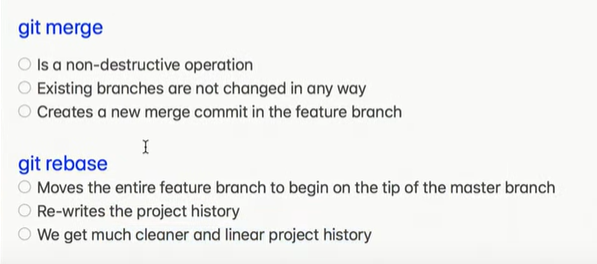 git merge
Is a non-destructive operation
Existing branches are not changed in any way
Creates a new merge commit in the feature branch
git rebase
Moves the entire feature branch to begin on the tip of the master branch
Re-writes the project history
We get much cleaner and linear project history